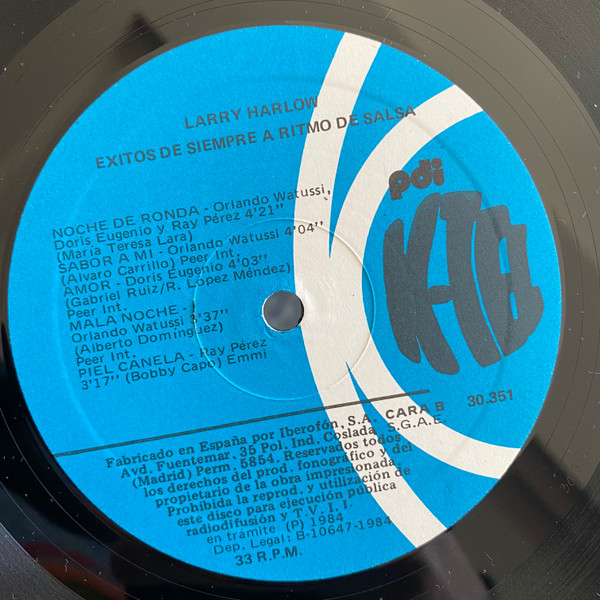 LARRY HARLOW
EXITOS DE SIEMPRE A RITMO DE SALSA
pdi
NOCHE DE RONDA - Orlando Watussi,
Doris Eugenio y Ray Pérez 4'21''
(María Teresa Lara)
SABOR A MI - Orlando Watussi 4'04''
(Alvaro Carrillo) Peer Int.
AMOR - Doris Eugenio 4'03''
(Gabriel Ruiz/R. López Méndez)
Peer Int.
MALA NOCHE -
Orlando Watussi 3'37''
(Alberto Domínguez)
Peer Int.
PIEL CANELA - Ray Pérez
3'17'' (Bobby Capo) Emmi
CARA B
30.351
Fabricado en España por Iberofón, S.A.
Avd. Fuentemar, 35 Pol. Ind. Coslada S.G.A.E.
(Madrid) Perm. 5854. Reservados todos
los derechos del prod. fonográfico y del
propietario de la obra impresionada.
Prohibida la reprod. y utilización de
este disco para ejecución pública
radiodifusión y T.V. I.I.
en trámite (P) 1984
Dep. Legal: B-10647-1984
33 R.P.M.